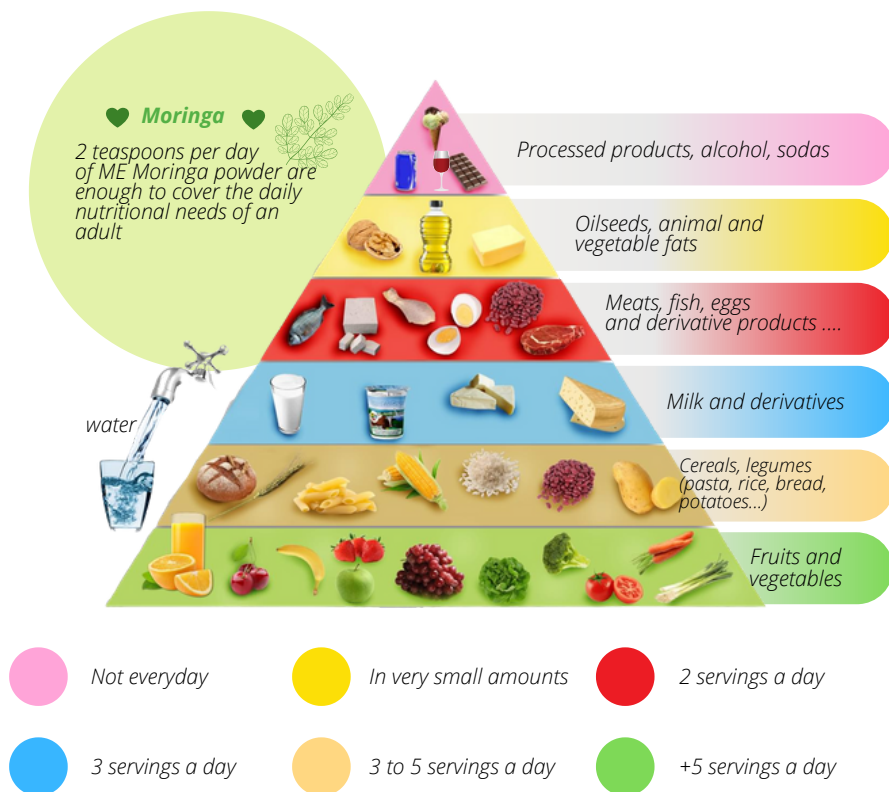 Moringa
2 teaspoons per day
of ME Moringa powder are
enough to cover the daily
nutritional needs of an
adult
Processed products, alcohol, sodas
Oilseeds, animal and
vegetable fats
Meats, fish, eggs
and derivative products ....
Milk and derivatives
water
Cereals, legumes
(pasta, rice, bread,
potatoes...)
Fruits and
vegetables
Not everyday
In very small amounts
2 servings a day
3 servings a day
3 to 5 servings a day
+5 servings a day